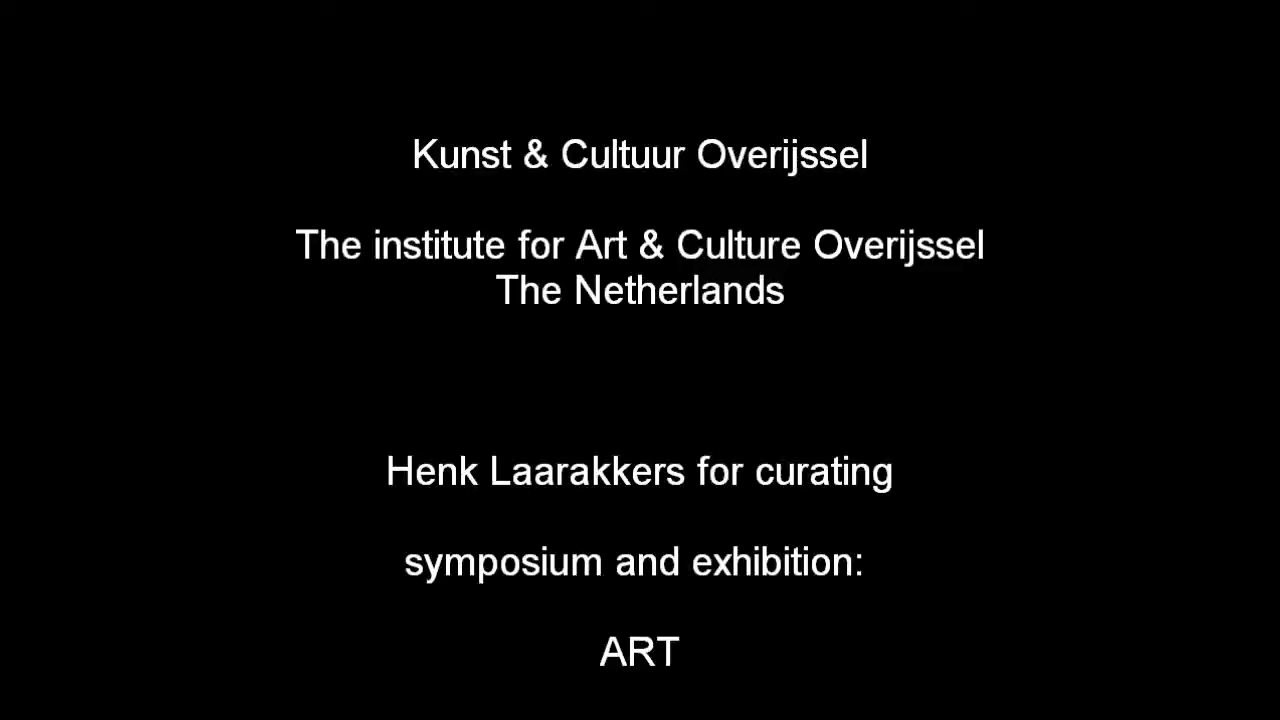 Kunst & Cultuur Overijssel
The institute for Art & Culture Overijssel
The Netherlands
Henk Laarakkers for curating
symposium and exhibition:
ART